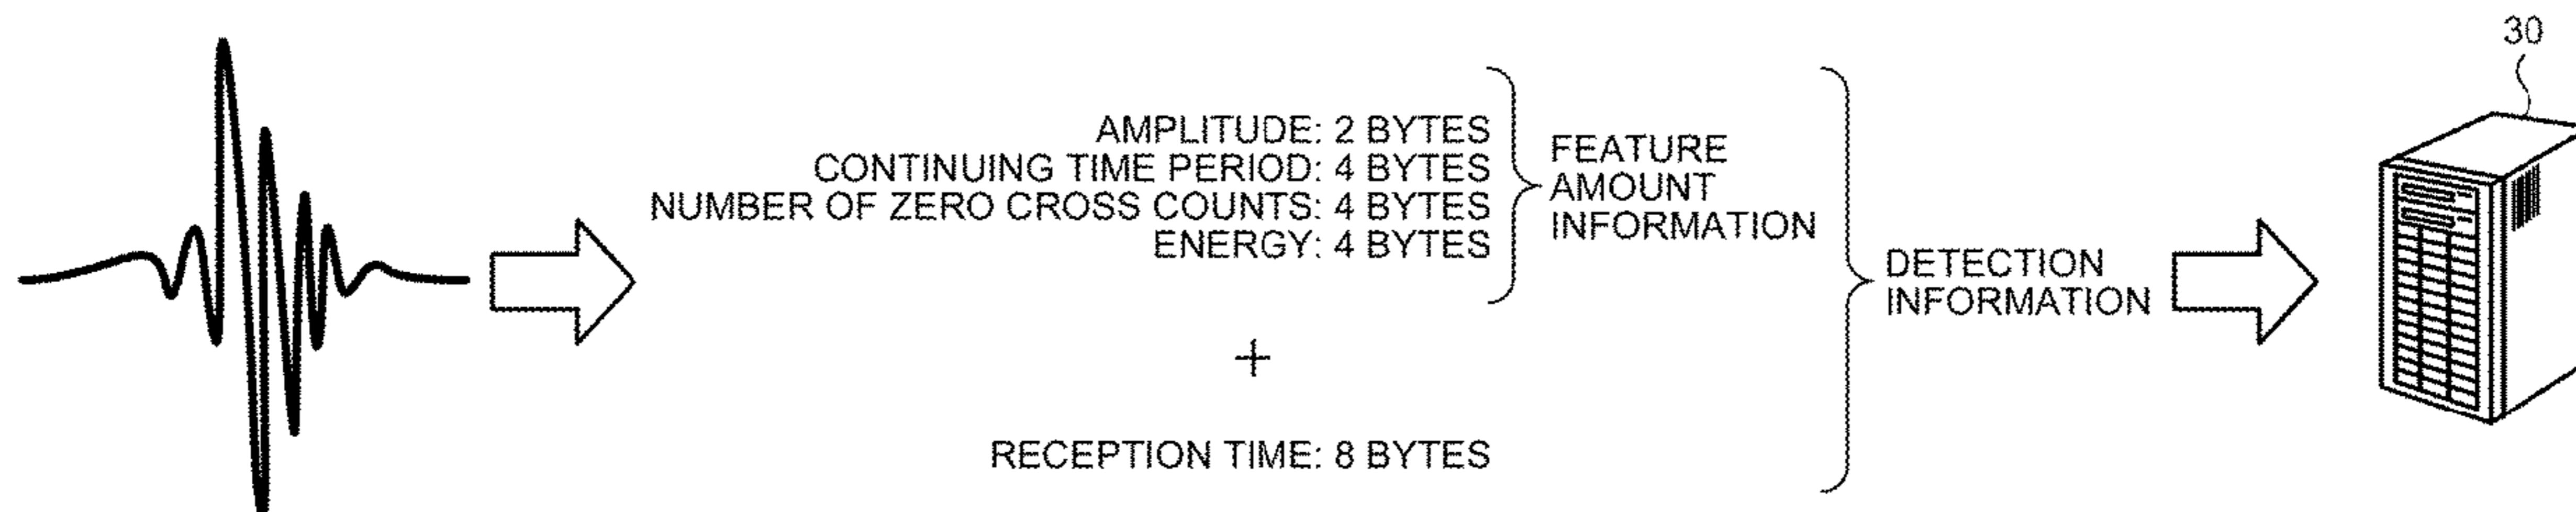 30
AMPLITUDE: 2 BYTES
CONTINUING TIME PERIOD: 4 BYTES
NUMBER OF ZERO CROSS COUNTS: 4 BYTES
ENERGY: 4 BYTES
FEATURE
AMOUNT
INFORMATION
+
RECEPTION TIME: 8 BYTES
DETECTION
INFORMATION